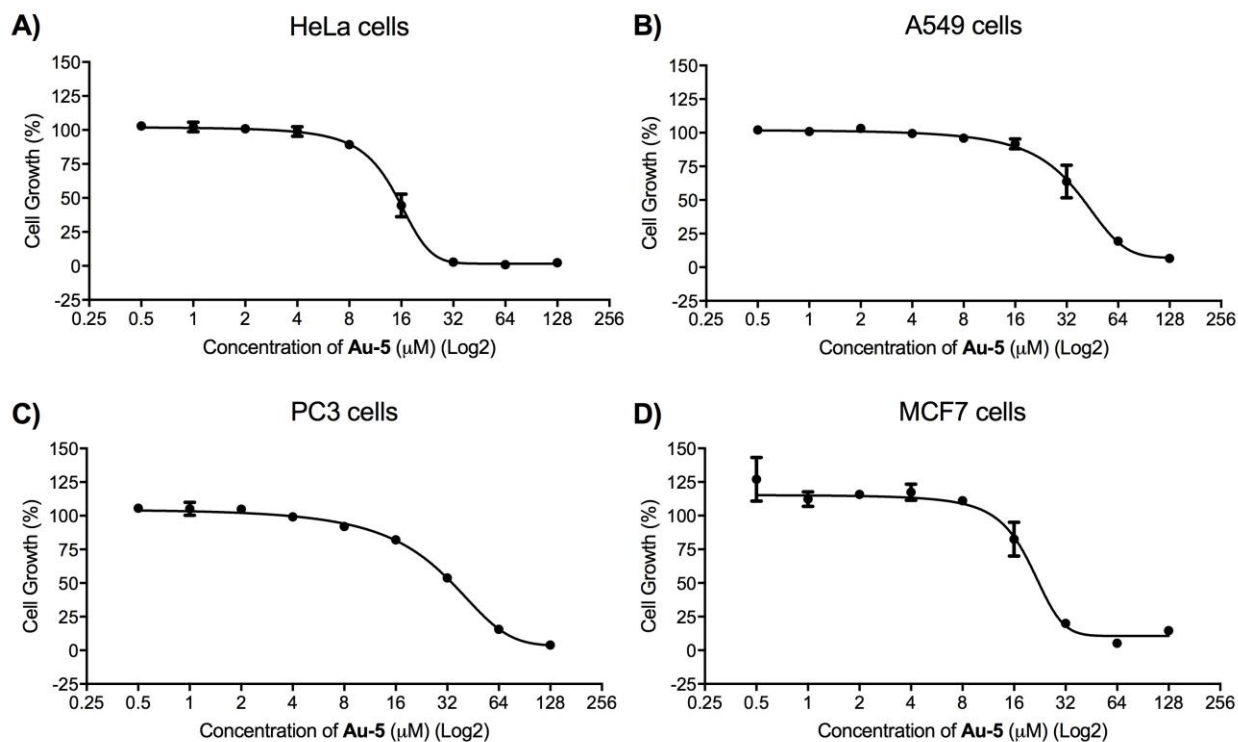 A) HeLa cells
150
125
100
75
50
25
0
-25
Cell Growth (%)
0.25 0.5 1 2 4 8 16 32 64 128 256
Concentration of Au-5 (μM) (Log2)
B) A549 cells
150
125
100
75
50
25
0
-25
Cell Growth (%)
0.25 0.5 1 2 4 8 16 32 64 128 256
Concentration of Au-5 (μM) (Log2)
C) PC3 cells
150
125
100
75
50
25
0
-25
Cell Growth (%)
0.25 0.5 1 2 4 8 16 32 64 128 256
Concentration of Au-5 (μM) (Log2)
D) MCF7 cells
150
125
100
75
50
25
0
-25
Cell Growth (%)
0.25 0.5 1 2 4 8 16 32 64 128 256
Concentration of Au-5 (μM) (Log2)